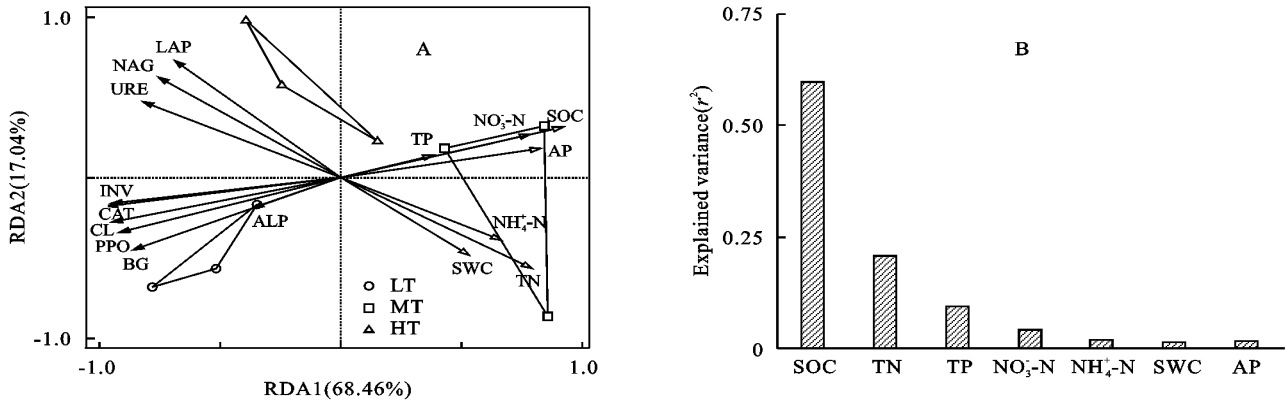 1.0
A
LAP
NAG
URE
NO₃⁻-N
SOC
TP
AP
RDA2(17.04%)
INV
CAT
CL
PPO
BG
ALP
NH₄⁺-N
SWC
TN
LT
MT
HT
-1.0
-1.0
1.0
RDA1(68.46%)
0.75
B
0.50
Explained variance(r²)
0.25
0
SOC TN TP NO₃⁻-N NH₄⁺-N SWC AP